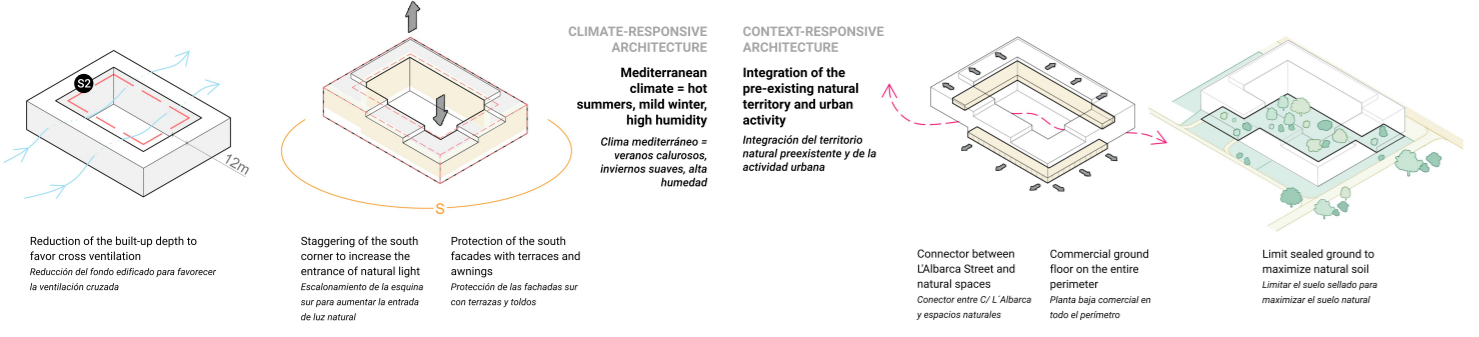 S2
12m
Reduction of the built-up depth to
favor cross ventilation
Reducción del fondo edificado para favorecer
la ventilación cruzada
S
Staggering of the south
corner to increase the
entrance of natural light
Escalonamiento de la esquina
sur para aumentar la entrada
de luz natural
Protection of the south
facades with terraces and
awnings
Protección de las fachadas sur
con terrazas y toldos
CLIMATE-RESPONSIVE
ARCHITECTURE
Mediterranean
climate = hot
summers, mild winter,
high humidity
Clima mediterráneo =
veranos calurosos,
inviernos suaves, alta
humedad
CONTEXT-RESPONSIVE
ARCHITECTURE
Integration of the
pre-existing natural
territory and urban
activity
Integración del territorio
natural preexistente y de la
actividad urbana
Connector between
L'Albarca Street and
natural spaces
Conector entre C/ L´Albarca
y espacios naturales
Commercial ground
floor on the entire
perimeter
Planta baja comercial en
todo el perímetro
Limit sealed ground to
maximize natural soil
Limitar el suelo sellado para
maximizar el suelo natural